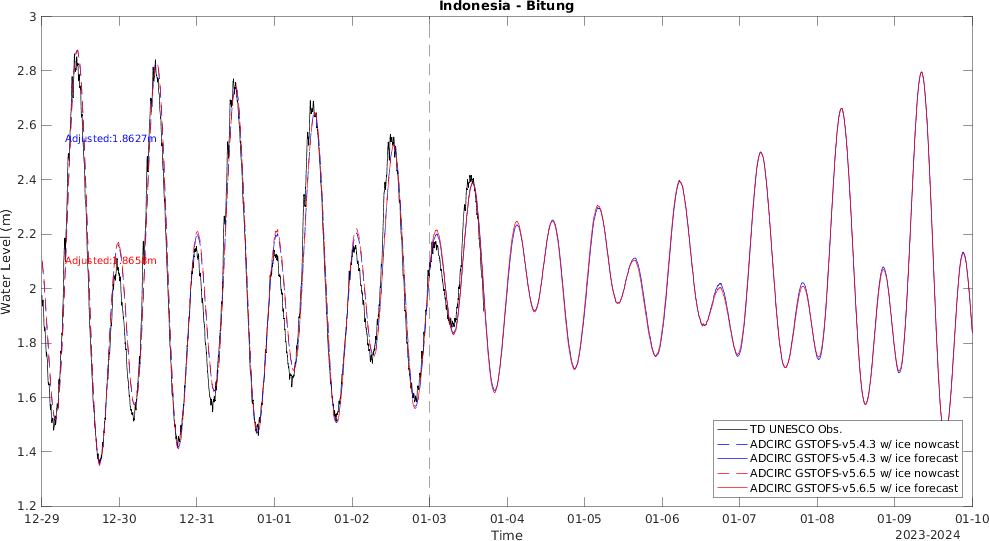 Indonesia - Bitung
3
2.8
2.6
2.4
2.2
2
1.8
1.6
1.4
1.2
Water Level (m)
Adjusted:1.8627m
Adjusted:1.8658m
TD UNESCO Obs.
ADCIRC GSTOFS-v5.4.3 w/ ice nowcast
ADCIRC GSTOFS-v5.4.3 w/ ice forecast
ADCIRC GSTOFS-v5.6.5 w/ ice nowcast
ADCIRC GSTOFS-v5.6.5 w/ ice forecast
12-29 12-30 12-31 01-01 01-02 01-03 01-04 01-05 01-06 01-07 01-08 01-09 01-10
Time
2023-2024